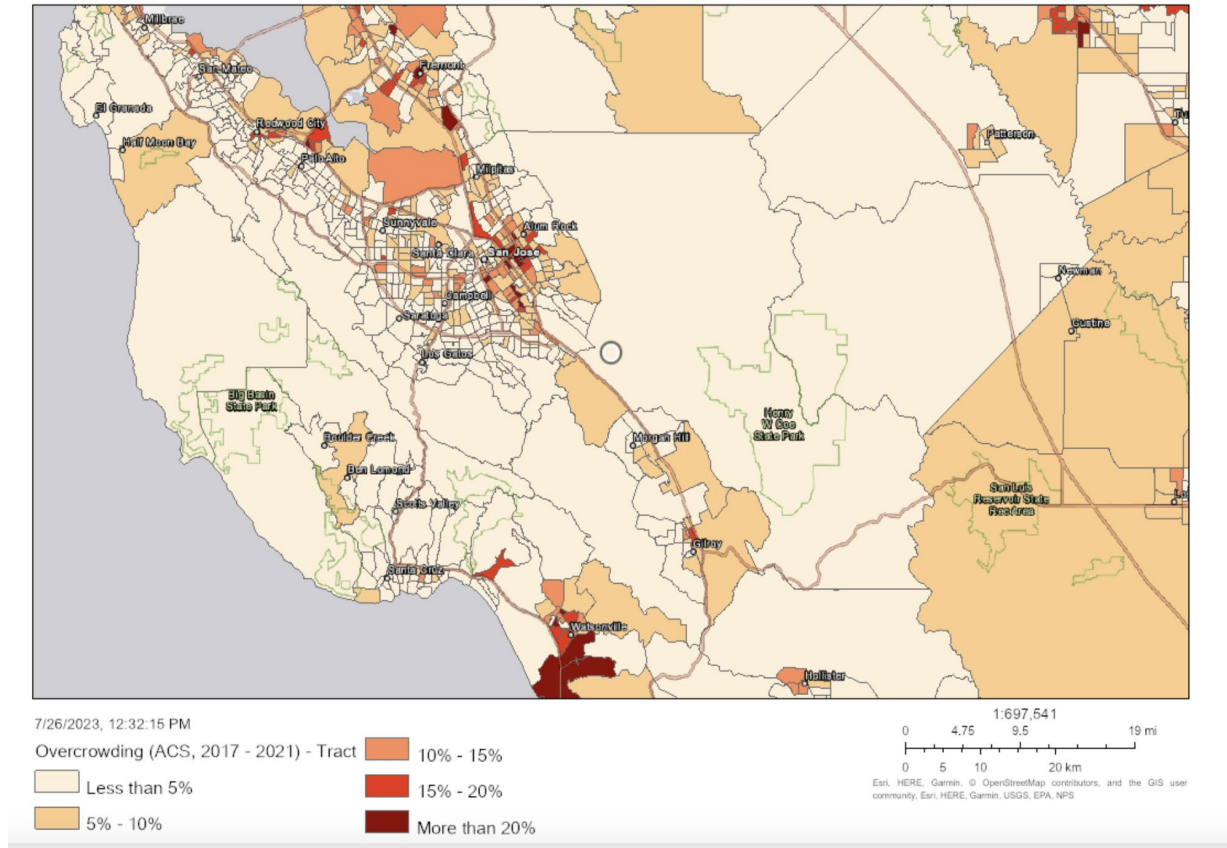 Milbrae
San Mateo
Fremont
El Granada
Redwood City
Half Moon Bay
Palo Alto
Milpitas
Patterson
Sunnyvale
Alum Rock
Santa Clara
San Jose
Newman
Campbell
Saratoga
Gustine
Los Gatos
Big Basin
State Park
Henry
W Coe
State Park
Boulder Creek
Morgan Hill
Ben Lomond
San Luis
Reservoir State
Rec Area
Scotts Valley
Gilroy
Santa Cruz
Watsonville
Hollister
7/26/2023, 12:32:15 PM
Overcrowding (ACS, 2017 - 2021) - Tract
Less than 5%
5% - 10%
10% - 15%
15% - 20%
More than 20%
1:697,541
0 4.75 9.5 19 mi
0 5 10 20 km
Esri, HERE, Garmin, © OpenStreetMap contributors, and the GIS user
community, Esri, HERE, Garmin, USGS, EPA, NPS